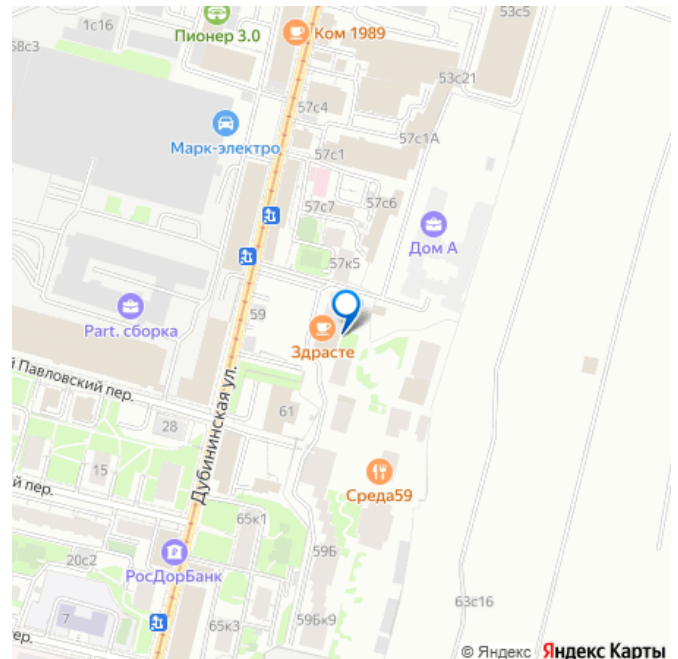 1с16
Пионер 3.0
58с3
Ком 1989
53с5
53с21
57с4
Марк-электро
57с1А
57с1
57с7
57с6
Дом А
57к5
59
Part. сборка
Здрасте
й Павловский пер.
28
61
Дубининская ул.
15
Среда59
й пер.
65к1
59Б
20с2
РосДорБанк
7
63с16
59Бк9
65к3
ер.
© Яндекс Яндекс Карты